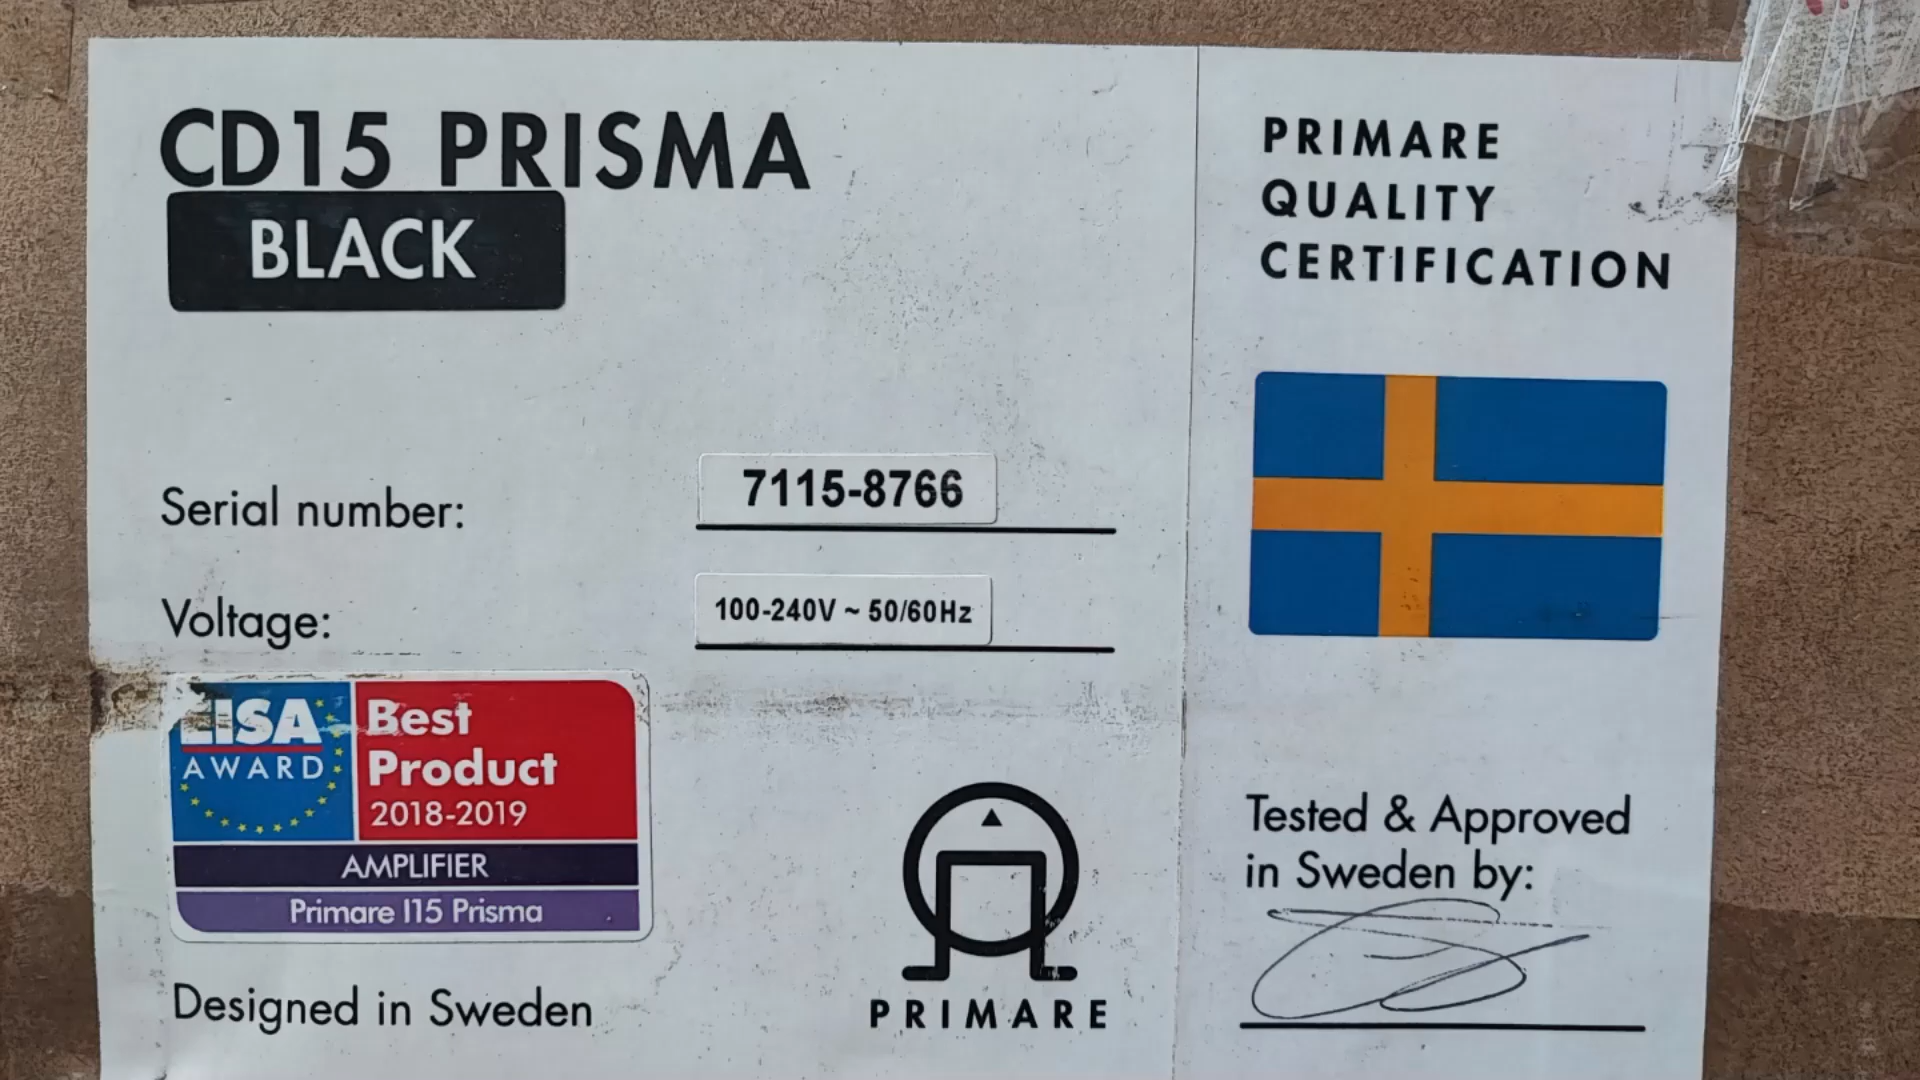 CD15 PRISMA
BLACK
Serial number: 7115-8766
Voltage: 100-240V ~ 50/60Hz
EISA
AWARD
Best
Product
2018-2019
AMPLIFIER
Primare I15 Prisma
Designed in Sweden
PRIMARE
PRIMARE
QUALITY
CERTIFICATION
Tested & Approved
in Sweden by: